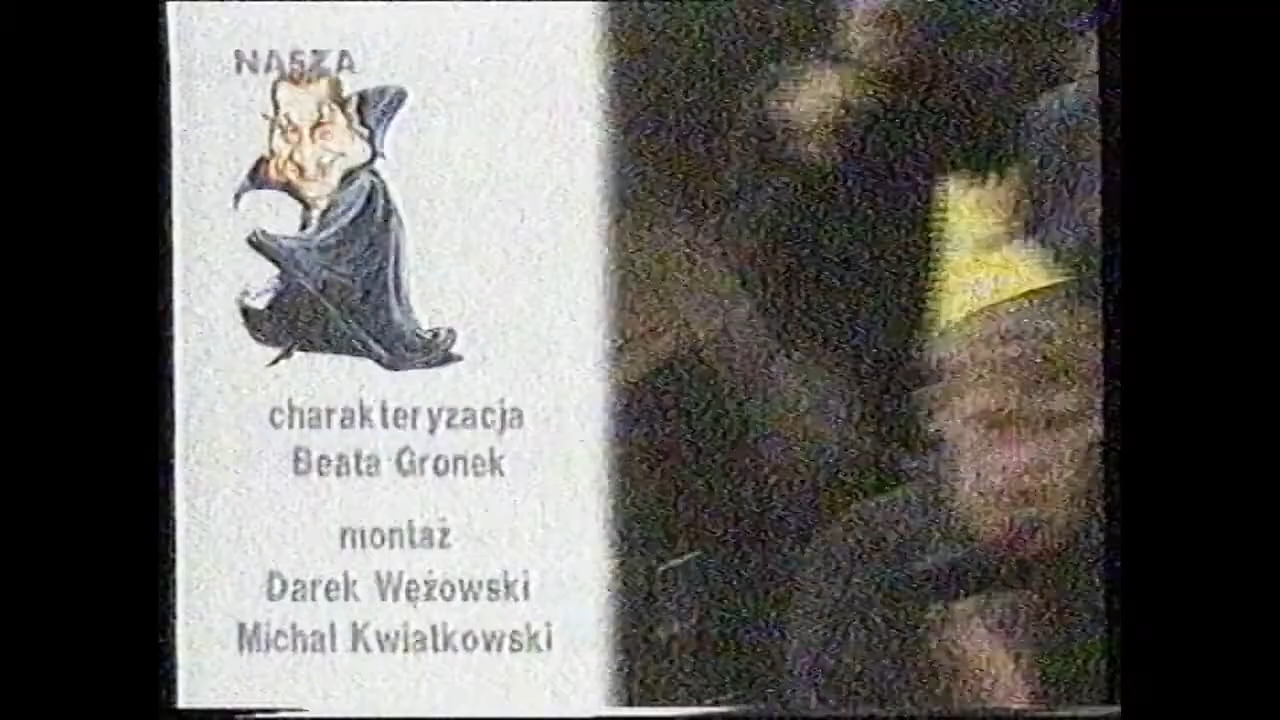 NASZA
charakteryzacja
Beata Gronek
montaż
Darek Wężowski
Michał Kwiatkowski